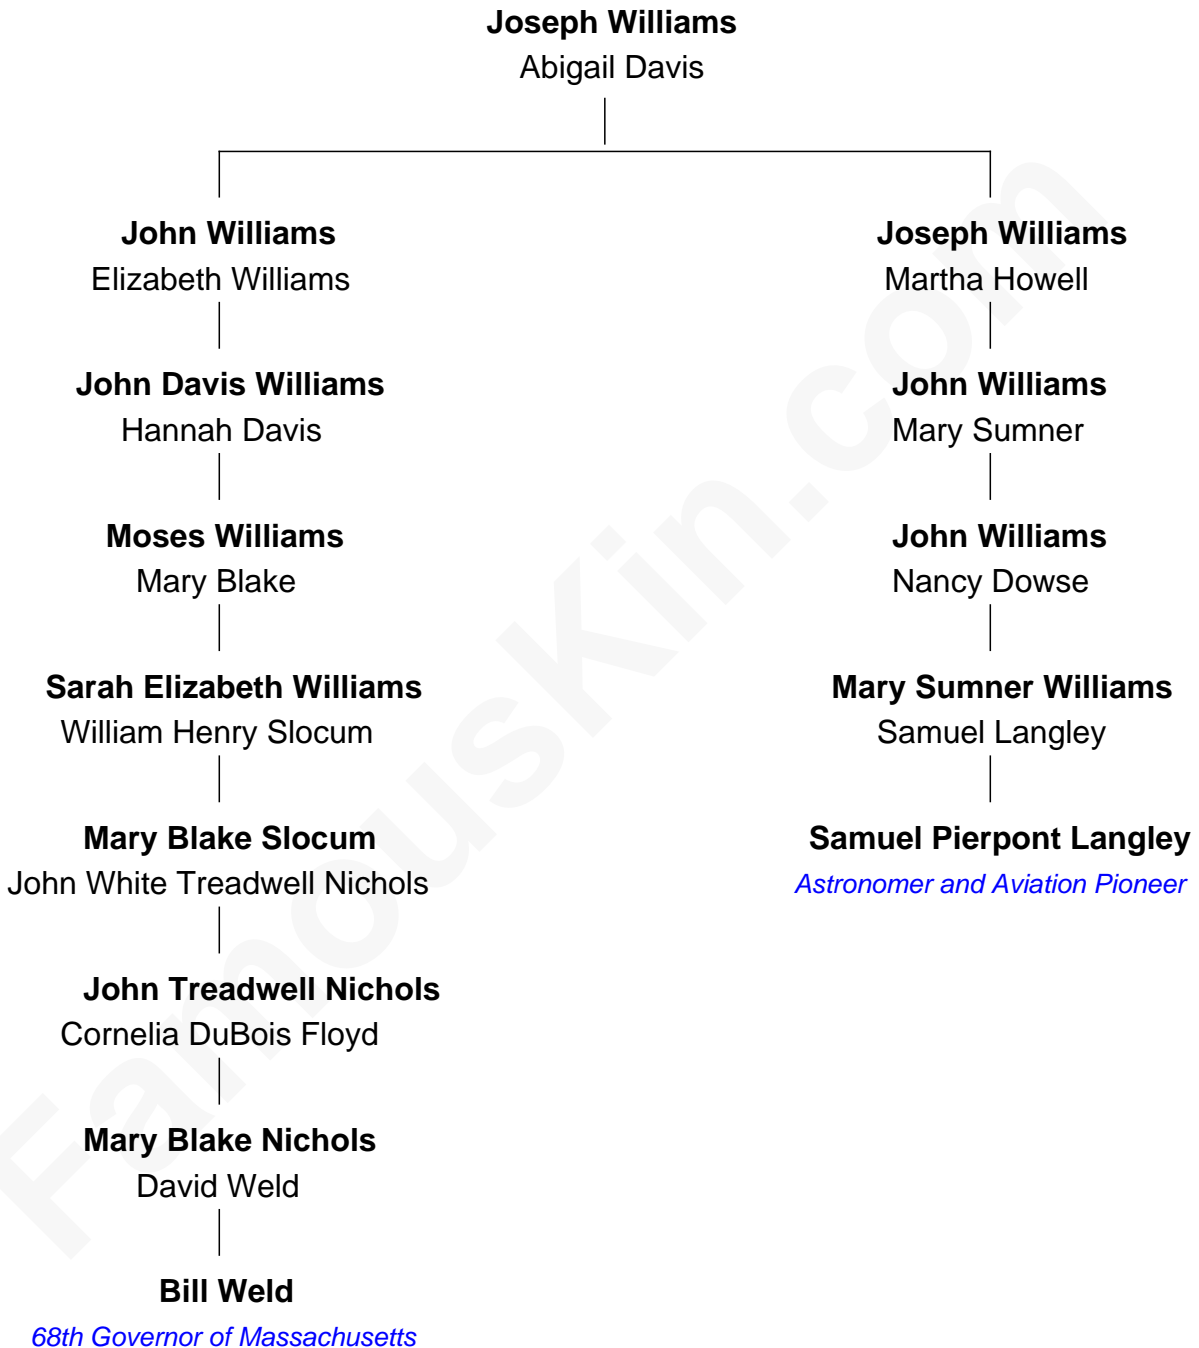 Joseph Williams
Abigail Davis
John Williams
Elizabeth Williams
Joseph Williams
Martha Howell
John Davis Williams
Hannah Davis
John Williams
Mary Sumner
Moses Williams
Mary Blake
John Williams
Nancy Dowse
Sarah Elizabeth Williams
William Henry Slocum
Mary Sumner Williams
Samuel Langley
Mary Blake Slocum
John White Treadwell Nichols
Samuel Pierpont Langley
Astronomer and Aviation Pioneer
John Treadwell Nichols
Cornelia DuBois Floyd
Mary Blake Nichols
David Weld
Bill Weld
68th Governor of Massachusetts
FamousKin.com